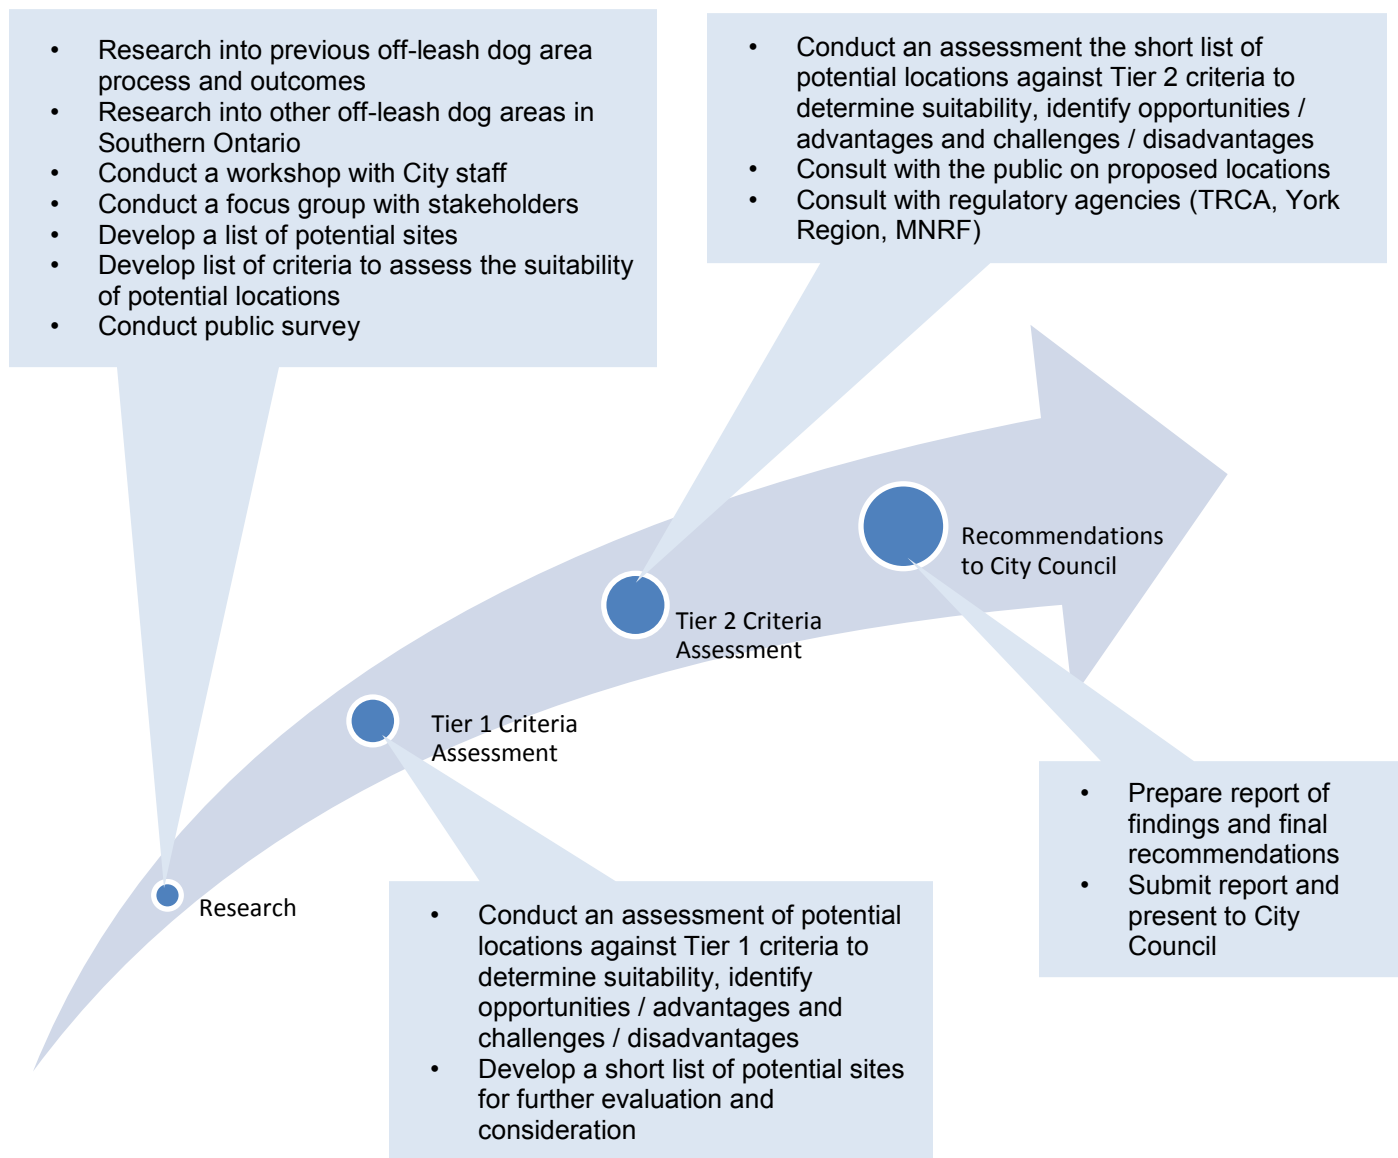 • Research into previous off-leash dog area
process and outcomes
• Research into other off-leash dog areas in
Southern Ontario
• Conduct a workshop with City staff
• Conduct a focus group with stakeholders
• Develop a list of potential sites
• Develop list of criteria to assess the suitability
of potential locations
• Conduct public survey
• Conduct an assessment the short list of
potential locations against Tier 2 criteria to
determine suitability, identify opportunities /
advantages and challenges / disadvantages
• Consult with the public on proposed locations
• Consult with regulatory agencies (TRCA, York
Region, MNRF)
Recommendations
to City Council
Tier 2 Criteria
Assessment
Tier 1 Criteria
Assessment
Research
• Conduct an assessment of potential
locations against Tier 1 criteria to
determine suitability, identify
opportunities / advantages and
challenges / disadvantages
• Develop a short list of potential sites
for further evaluation and
consideration
• Prepare report of
findings and final
recommendations
• Submit report and
present to City
Council